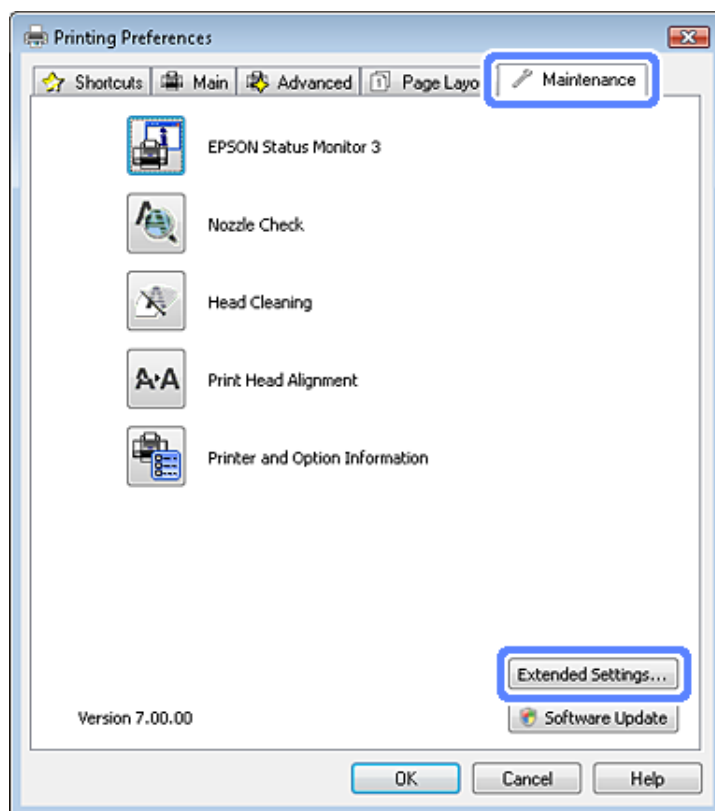 Printing Preferences
Shortcuts Main Advanced 1 Page Layo Maintenance
EPSON Status Monitor 3
Nozzle Check
Head Cleaning
A A Print Head Alignment
Printer and Option Information
Extended Settings...
Version 7.00.00 Software Update
OK Cancel Help